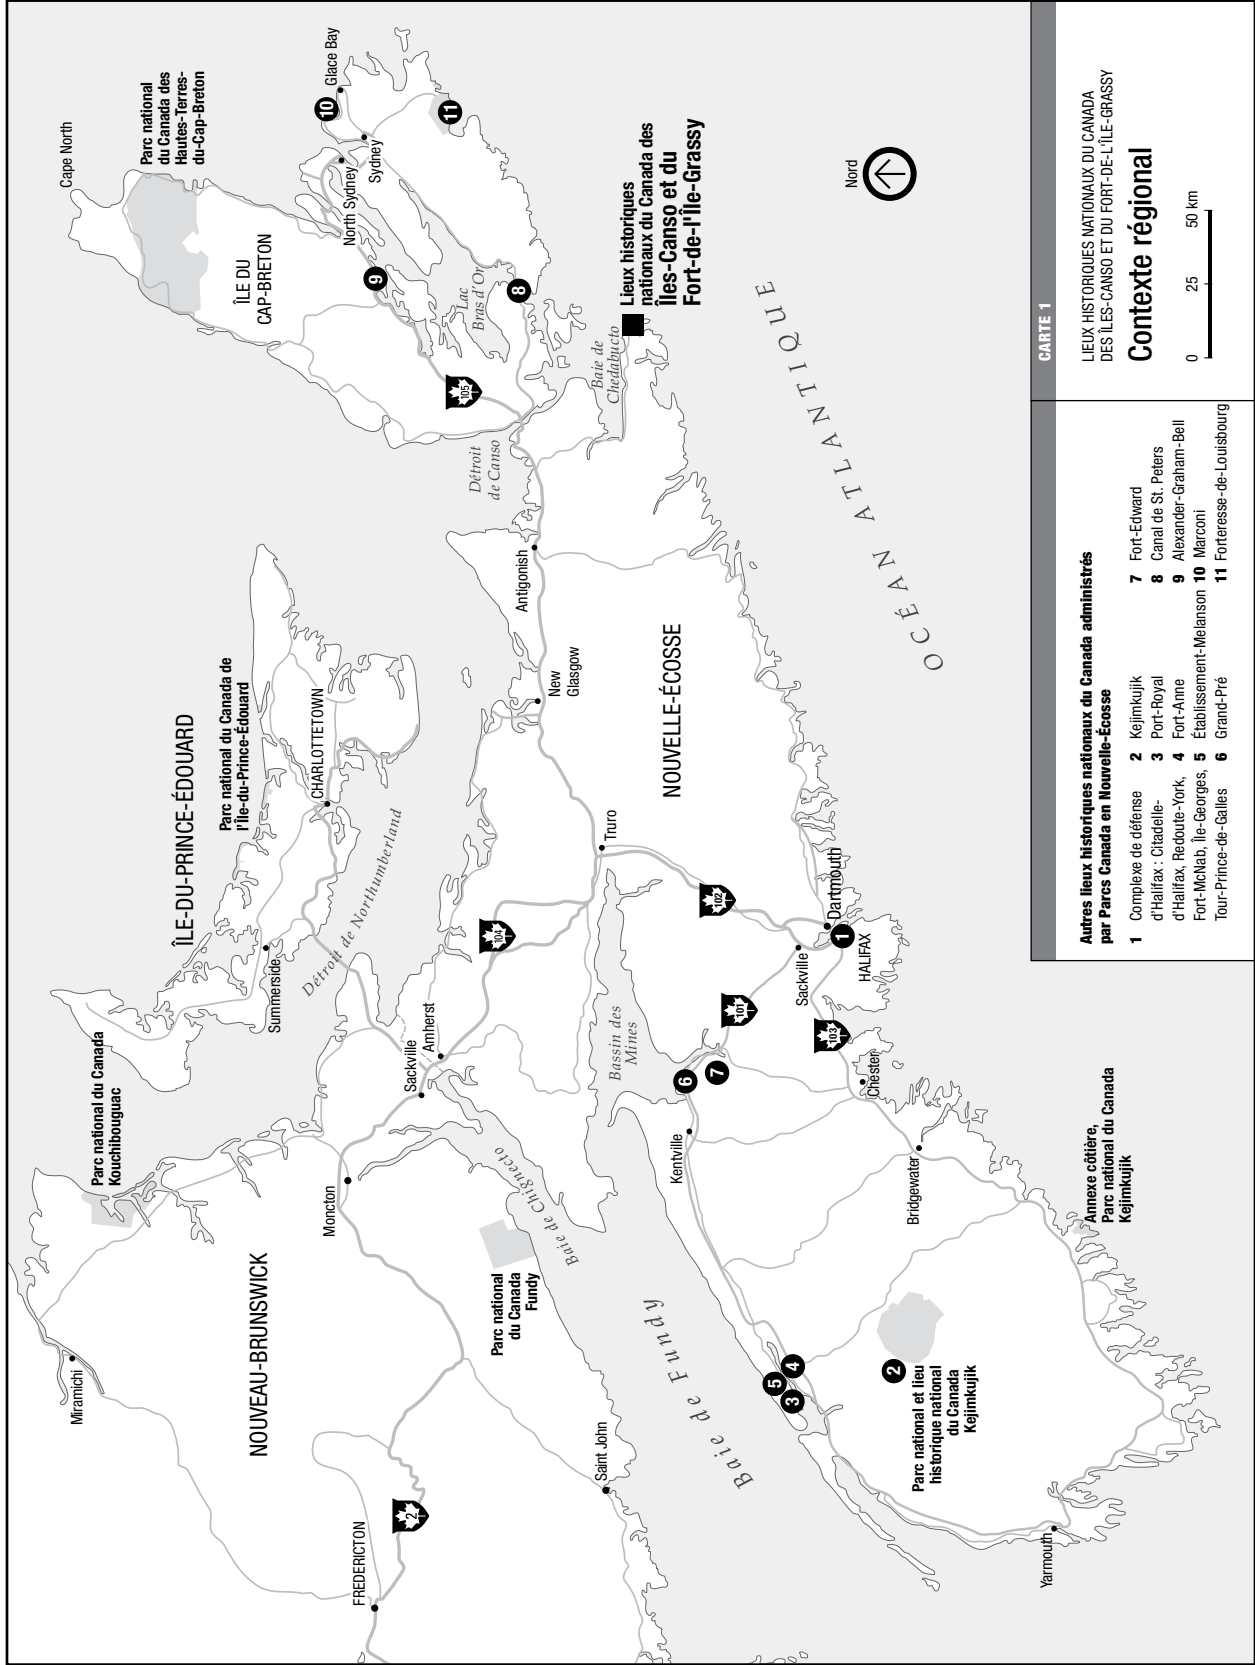 Cape North
Parc national
du Canada des
Hautes-Terres-
du-Cap-Breton
ÎLE DU
CAP-BRETON
Glace Bay
10
11
Sydney
North Sydney
9
Lac
Bras d'Or
8
105
Détroit
de Canso
Baie de
Chedabucto
Lieux historiques
nationaux du Canada des
Îles-Canso et du
Fort-de-l'Île-Grassy
Nord
OCÉAN ATLANTIQUE
ÎLE-DU-PRINCE-ÉDOUARD
Parc national du Canada de
l'Île-du-Prince-Édouard
CHARLOTTETOWN
Summerside
Détroit de Northumberland
Antigonish
New
Glasgow
NOUVELLE-ÉCOSSE
Truro
104
102
Dartmouth
1
HALIFAX
Sackville
101
103
Chester
Bassin des
Mines
6
7
Kentville
Bridgewater
Amherst
Sackville
Parc national du Canada
Kouchibouguac
Moncton
Baie de Chignecto
Parc national
du Canada
Fundy
NOUVEAU-BRUNSWICK
Miramichi
FREDERICTON
2
Saint John
Baie de Fundy
5
4
3
2
Parc national et lieu
historique national
du Canada
Kejimkujik
Annexe côtière,
Parc national du Canada
Kejimkujik
Yarmouth
Autres lieux historiques nationaux du Canada administrés
par Parcs Canada en Nouvelle-Écosse
1 Complexe de défense
d'Halifax : Citadelle-
d'Halifax, Redoute-York,
Fort-McNab, Île-Georges,
Tour-Prince-de-Galles
2 Kejimkujik
3 Port-Royal
4 Fort-Anne
5 Établissement-Melanson
6 Grand-Pré
7 Fort-Edward
8 Canal de St. Peters
9 Alexander-Graham-Bell
10 Marconi
11 Forteresse-de-Louisbourg
CARTE 1
LIEUX HISTORIQUES NATIONAUX DU CANADA
DES ÎLES-CANSO ET DU FORT-DE-L'ÎLE-GRASSY
Contexte régional
0 25 50 km